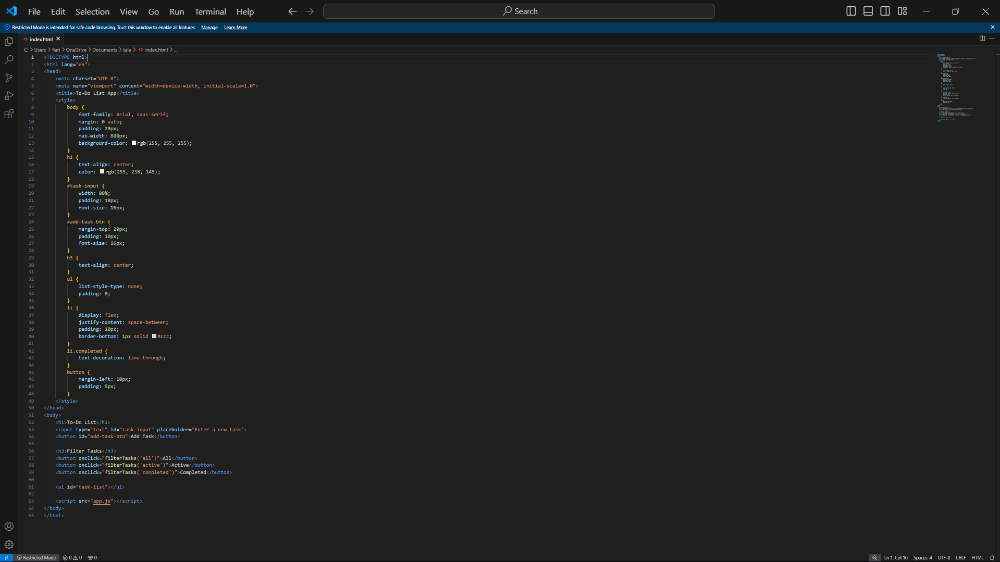 File Edit Selection View Go Run Terminal Help Search
Restricted Mode is intended for safe code browsing. Trust this window to enable all features. Manage Learn More
index.html
C: > Users > fiari > OneDrive > Documents > tala > index.html > ...
1 <!DOCTYPE html>
2 <html lang="en">
3 <head>
4 <meta charset="UTF-8">
5 <meta name="viewport" content="width=device-width, initial-scale=1.0">
6 <title>To-Do List App</title>
7 <style>
8 body {
9 font-family: Arial, sans-serif;
10 margin: 0 auto;
11 padding: 20px;
12 max-width: 600px;
13 background-color: rgb(255, 255, 255);
14 }
15 h1 {
16 text-align: center;
17 color: rgb(255, 238, 145);
18 }
19 #task-input {
20 width: 80%;
21 padding: 10px;
22 font-size: 16px;
23 }
24 #add-task-btn {
25 margin-top: 20px;
26 padding: 10px;
27 font-size: 16px;
28 }
29 h3 {
30 text-align: center;
31 }
32 ul {
33 list-style-type: none;
34 padding: 0;
35 }
36 li {
37 display: flex;
38 justify-content: space-between;
39 padding: 10px;
40 border-bottom: 1px solid #ccc;
41 }
42 li.completed {
43 text-decoration: line-through;
44 }
45 button {
46 margin-left: 10px;
47 padding: 5px;
48 }
49 </style>
50 </head>
51 <body>
52 <h1>To-Do List</h1>
53 <input type="text" id="task-input" placeholder="Enter a new task">
54 <button id="add-task-btn">Add Task</button>
55
56 <h3>Filter Tasks</h3>
57 <button onclick="filterTasks('all')">All</button>
58 <button onclick="filterTasks('active')">Active</button>
59 <button onclick="filterTasks('completed')">Completed</button>
60
61 <ul id="task-list"></ul>
62
63 <script src="app.js"></script>
64 </body>
65 </html>
Restricted Mode 0 0 0 Ln 1, Col 16 Spaces: 4 UTF-8 CRLF HTML